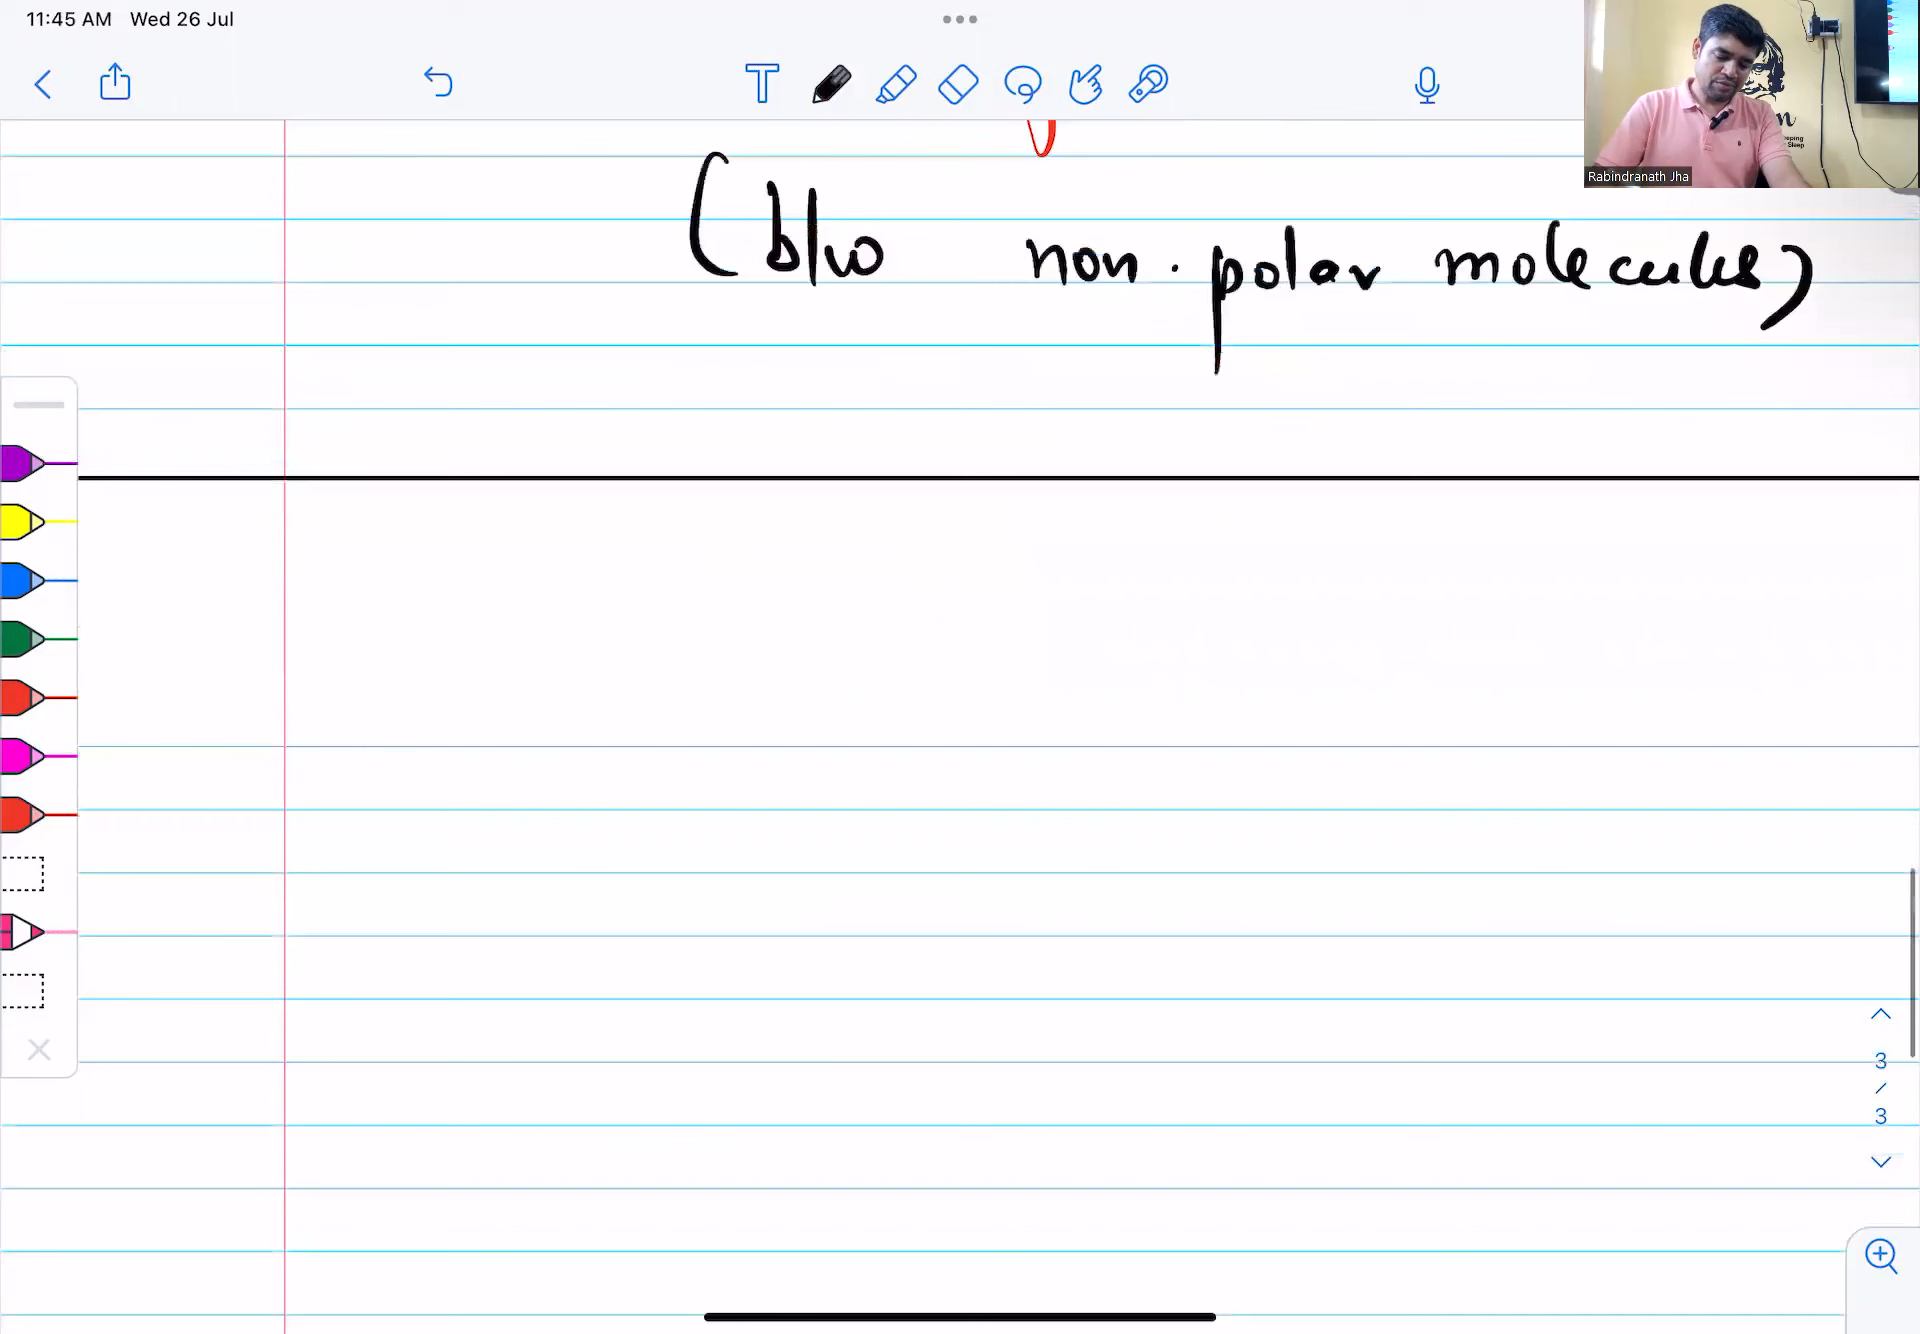 11:45 AM Wed 26 Jul
Rabindranath Jha
(b/w non-polar molecules)
3
/
3